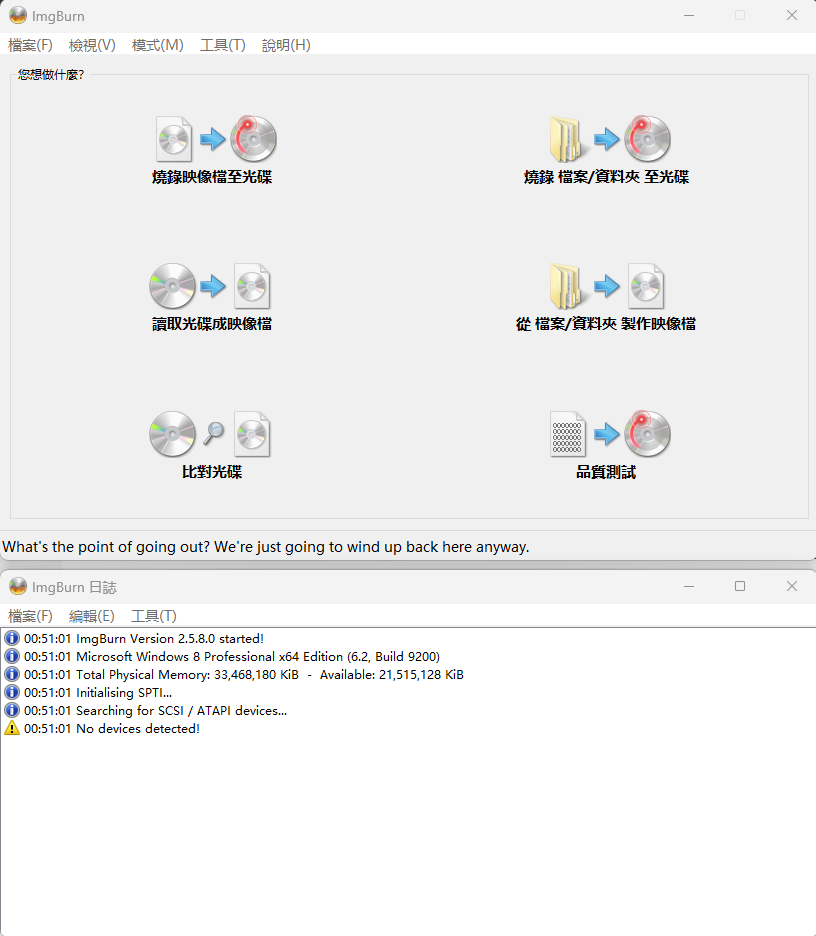 ImgBurn
檔案(F) 檢視(V) 模式(M) 工具(T) 說明(H)
您想做什麼?
燒錄映像檔至光碟
燒錄 檔案/資料夾 至光碟
讀取光碟成映像檔
從 檔案/資料夾 製作映像檔
比對光碟
品質測試
What's the point of going out? We're just going to wind up back here anyway.
ImgBurn 日誌
檔案(F) 編輯(E) 工具(T)
00:51:01 ImgBurn Version 2.5.8.0 started!
00:51:01 Microsoft Windows 8 Professional x64 Edition (6.2, Build 9200)
00:51:01 Total Physical Memory: 33,468,180 KiB - Available: 21,515,128 KiB
00:51:01 Initialising SPTI...
00:51:01 Searching for SCSI / ATAPI devices...
00:51:01 No devices detected!